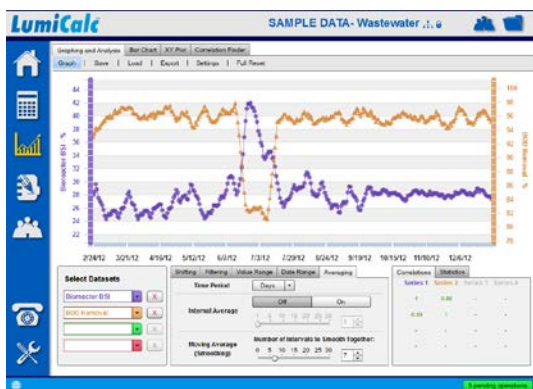 LumiCalc
SAMPLE DATA- Wastewater
Graphing and Analysis Bar Chart XY Plot Correlation Finder
Graph | Save | Load | Export | Settings | Full Reset
44
42
40
38
36
34
32
30
28
26
24
22
Biosector BSI %
100
98
96
94
92
90
88
86
84
82
80
78
BOD Removal %
2/24/12 3/21/12 4/16/12 5/12/12 6/7/12 7/3/12 7/29/12 8/24/12 9/19/12 10/15/12 11/10/12 12/6/12
Select Datasets
Biosector BSI X
BOD Removal X
X
X
Shifting Filtering Value Range Date Range Averaging
Time Period Days
Off On
Internal Average
Number of Intervals to Smooth Together:
Moving Average
(Smoothing)
0 5 10 15 20 25 30
7
Correlations Statistics
Series 1 Series 2 Series 3 Series 4
5 pending operations